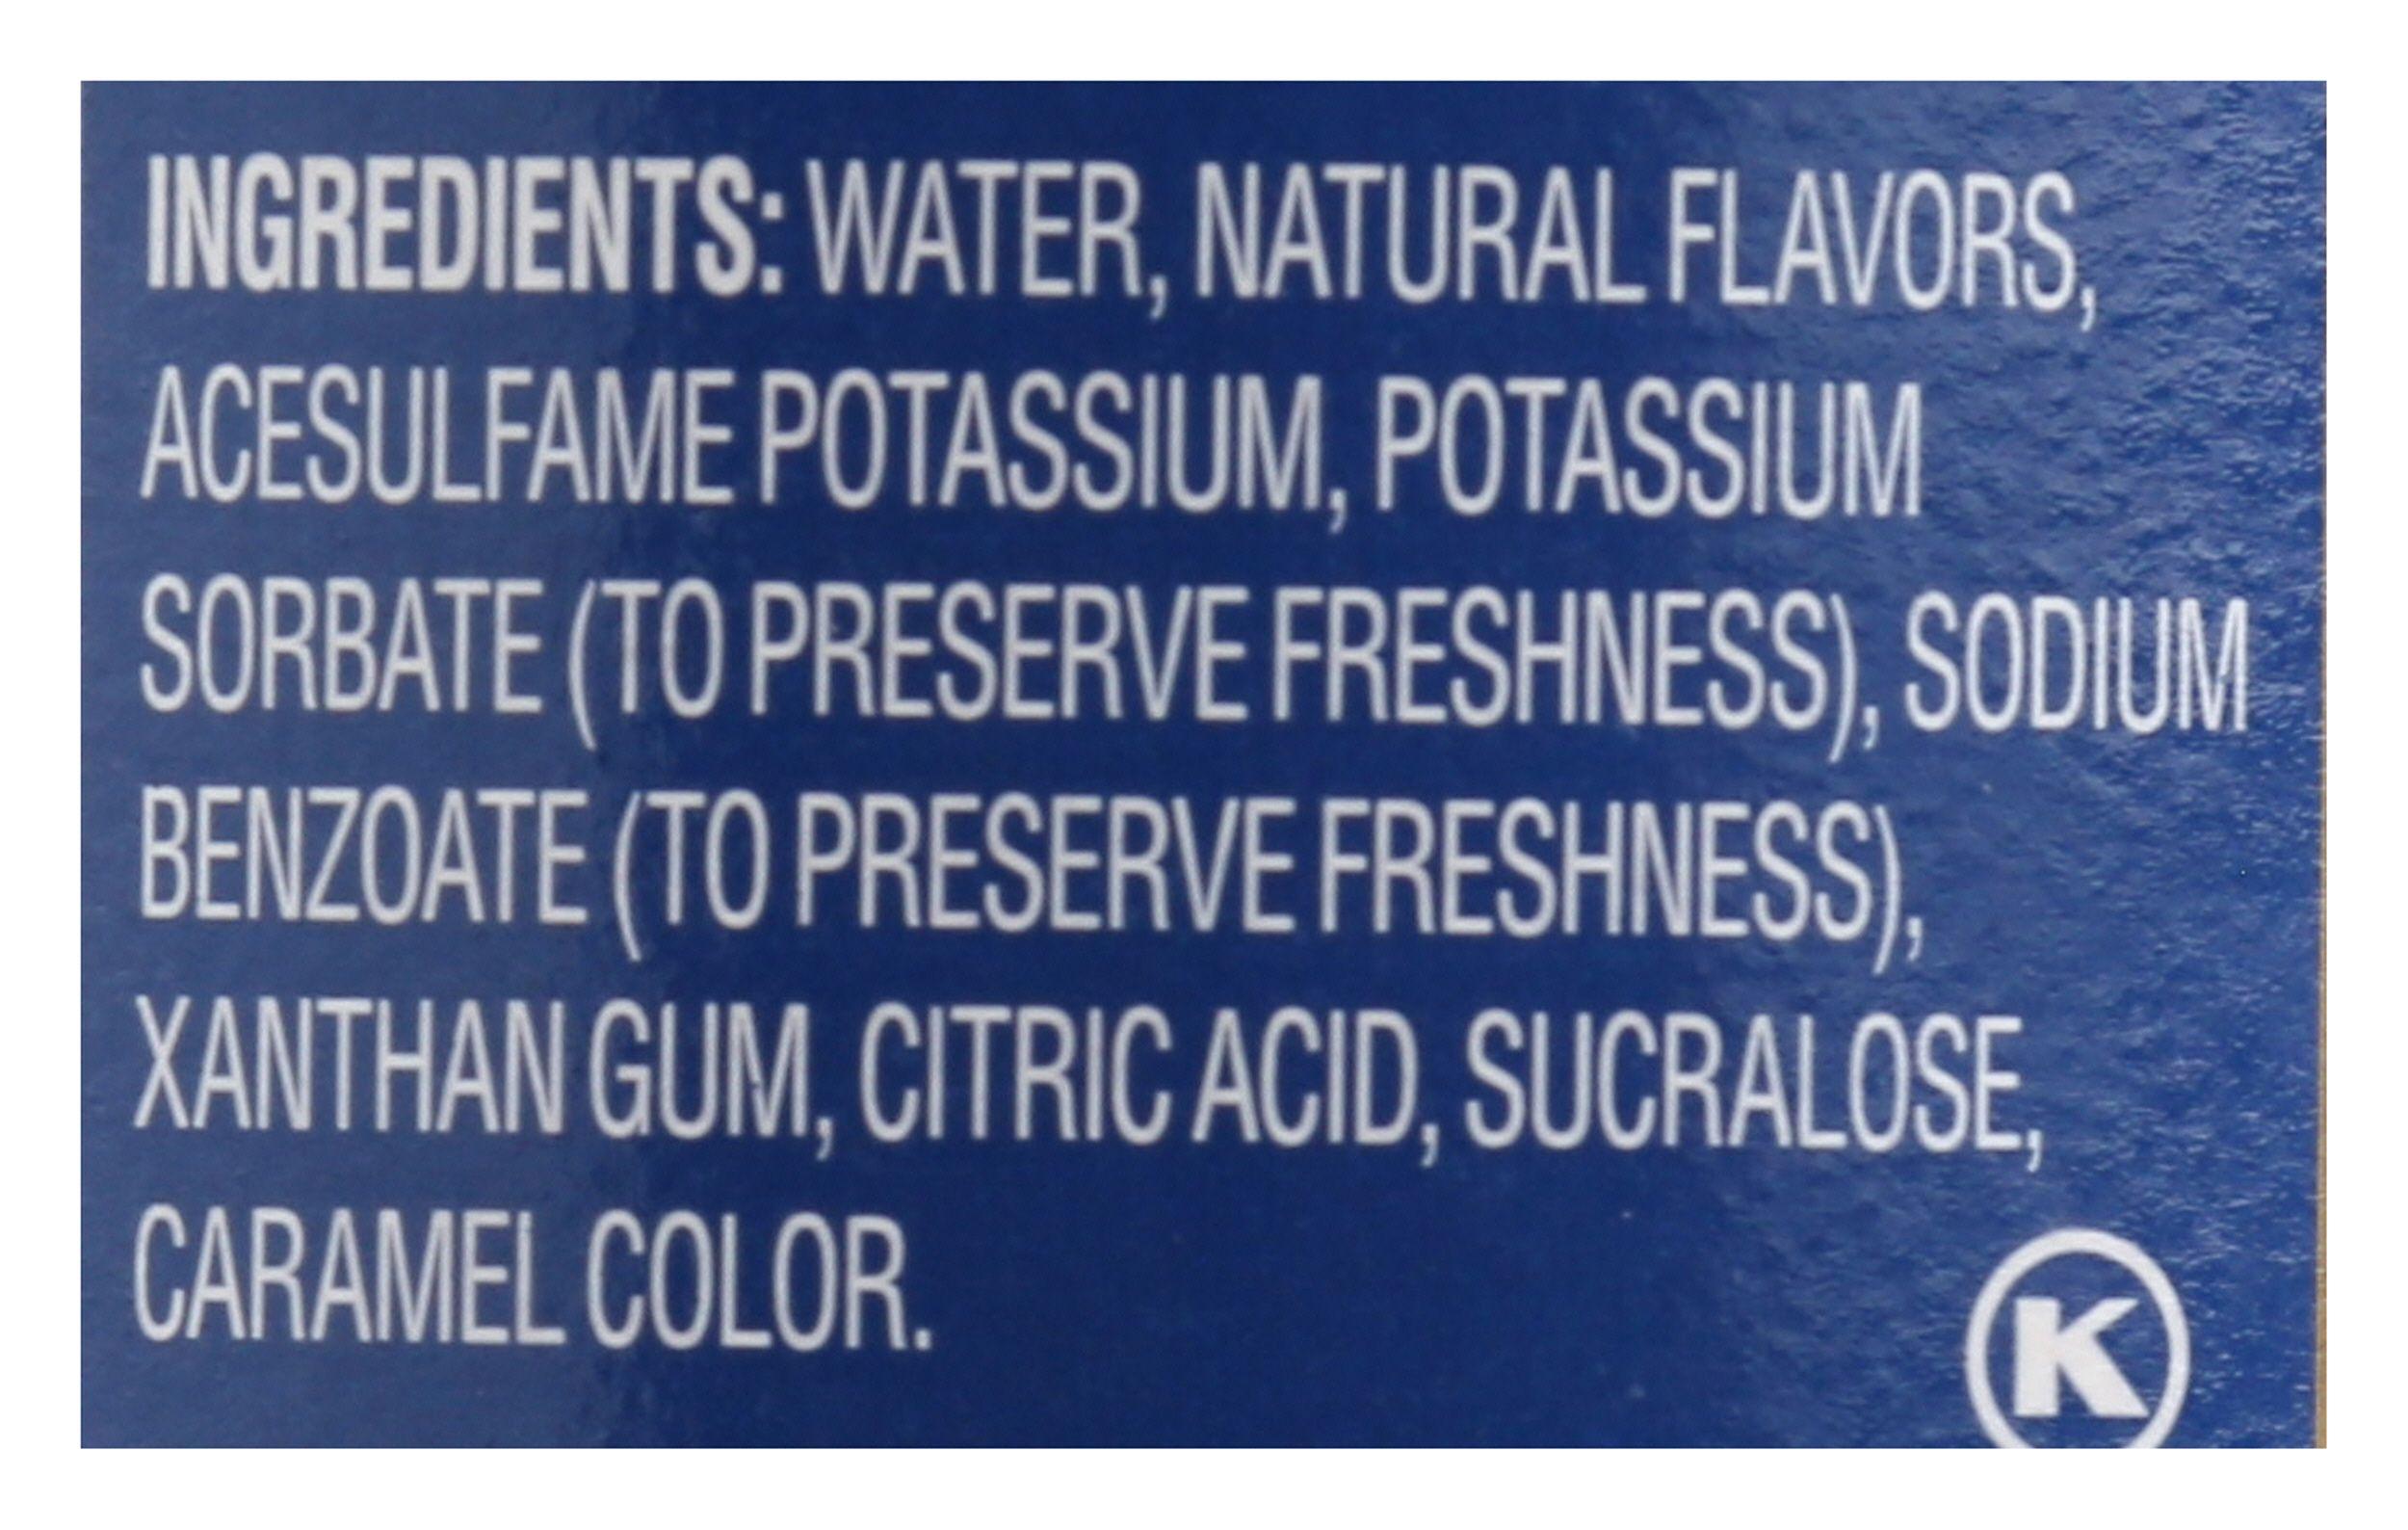 INGREDIENTS: WATER, NATURAL FLAVORS,
ACESULFAME POTASSIUM, POTASSIUM
SORBATE (TO PRESERVE FRESHNESS), SODIUM
BENZOATE (TO PRESERVE FRESHNESS),
XANTHAN GUM, CITRIC ACID, SUCRALOSE,
CARAMEL COLOR.
K